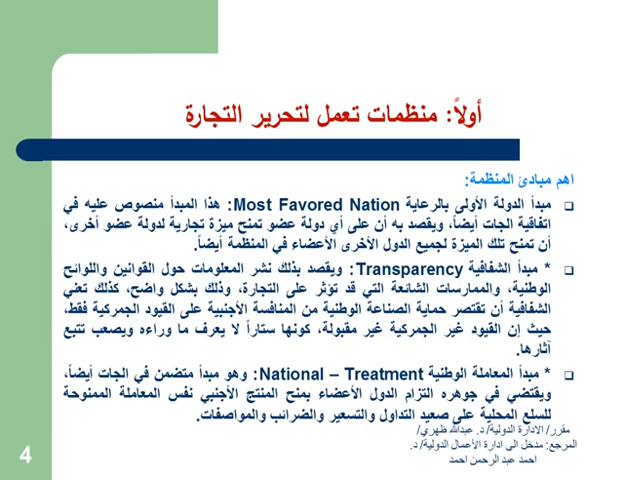 أولاً: منظمات تعمل لتحرير التجارة
اهم مبادئ المنظمة:
❑ مبدأ الدولة الأولى بالرعاية Most Favored Nation: هذا المبدأ منصوص عليه في
اتفاقية الجات أيضاً، ويقصد به أن على أي دولة عضو تمنح ميزة تجارية لدولة عضو أخرى،
أن تمنح تلك الميزة لجميع الدول الأخرى الأعضاء في المنظمة أيضاً.
❑ * مبدأ الشفافية Transparency: ويقصد بذلك نشر المعلومات حول القوانين واللوائح
الوطنية، والممارسات الشائعة التي قد تؤثر على التجارة، وذلك بشكل واضح، كذلك تعني
الشفافية أن تقتصر حماية الصناعة الوطنية من المنافسة الأجنبية على القيود الجمركية فقط،
حيث إن القيود غير الجمركية غير مقبولة، كونها ستاراً لا يعرف ما وراءه ويصعب تتبع
آثارها.
❑ * مبدأ المعاملة الوطنية National – Treatment: وهو مبدأ متضمن في الجات أيضاً،
ويقتضي في جوهره التزام الدول الأعضاء بمنح المنتج الأجنبي نفس المعاملة الممنوحة
للسلع المحلية على صعيد التداول والتسعير والضرائب والمواصفات.
مقرر/ الادارة الدولية/ د. عبدالله ظهري/
المرجع: مدخل الى ادارة الأعمال الدولية/ د.
احمد عبد الرحمن احمد
4